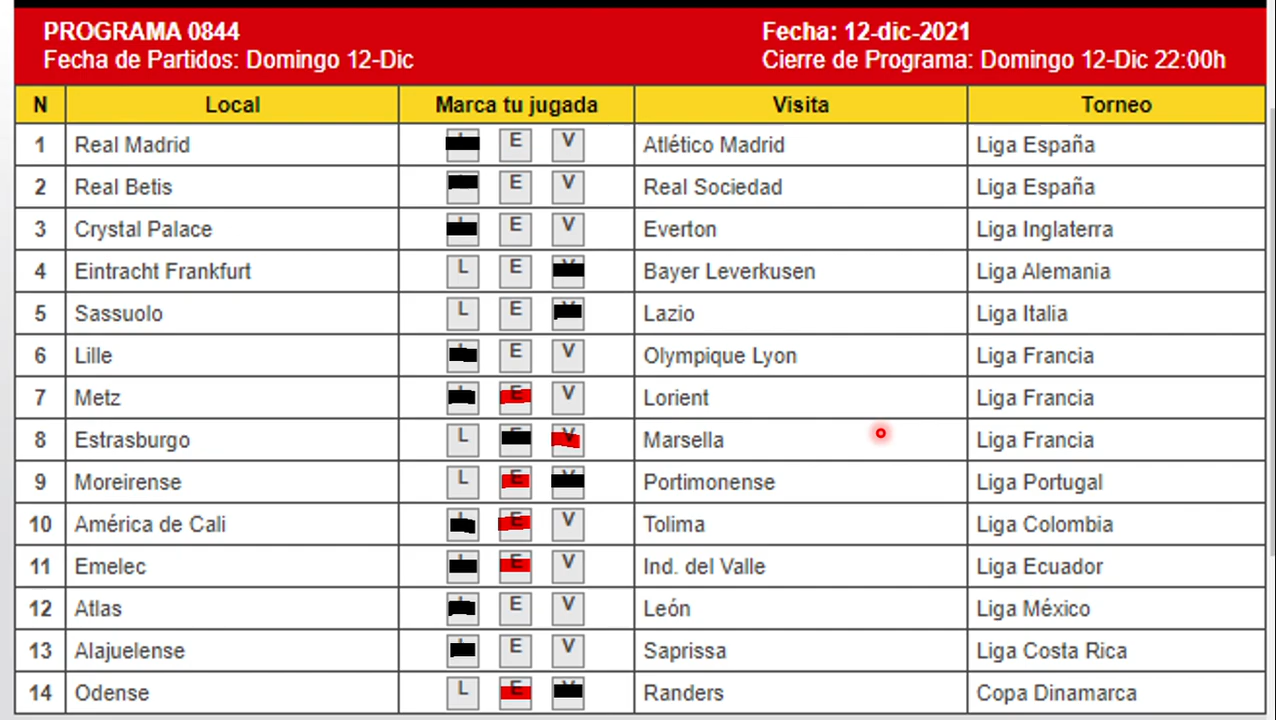 PROGRAMA 0844 Fecha: 12-dic-2021
Fecha de Partidos: Domingo 12-Dic Cierre de Programa: Domingo 12-Dic 22:00h
N Local Marca tu jugada Visita Torneo
1 Real Madrid E V Atlético Madrid Liga España
2 Real Betis E V Real Sociedad Liga España
3 Crystal Palace E V Everton Liga Inglaterra
4 Eintracht Frankfurt L E Bayer Leverkusen Liga Alemania
5 Sassuolo L E Lazio Liga Italia
6 Lille E V Olympique Lyon Liga Francia
7 Metz E V Lorient Liga Francia
8 Estrasburgo L V Marsella Liga Francia
9 Moreirense L E Portimonense Liga Portugal
10 América de Cali E V Tolima Liga Colombia
11 Emelec E V Ind. del Valle Liga Ecuador
12 Atlas E V León Liga México
13 Alajuelense E V Saprissa Liga Costa Rica
14 Odense L E Randers Copa Dinamarca